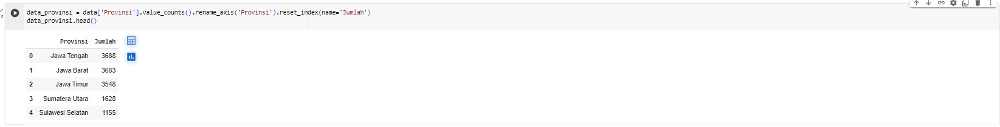 data_provinsi = data['Provinsi'].value_counts().rename_axis('Provinsi').reset_index(name='Jumlah')
data_provinsi.head()
Provinsi Jumlah
0 Jawa Tengah 3688
1 Jawa Barat 3683
2 Jawa Timur 3548
3 Sumatera Utara 1628
4 Sulawesi Selatan 1155